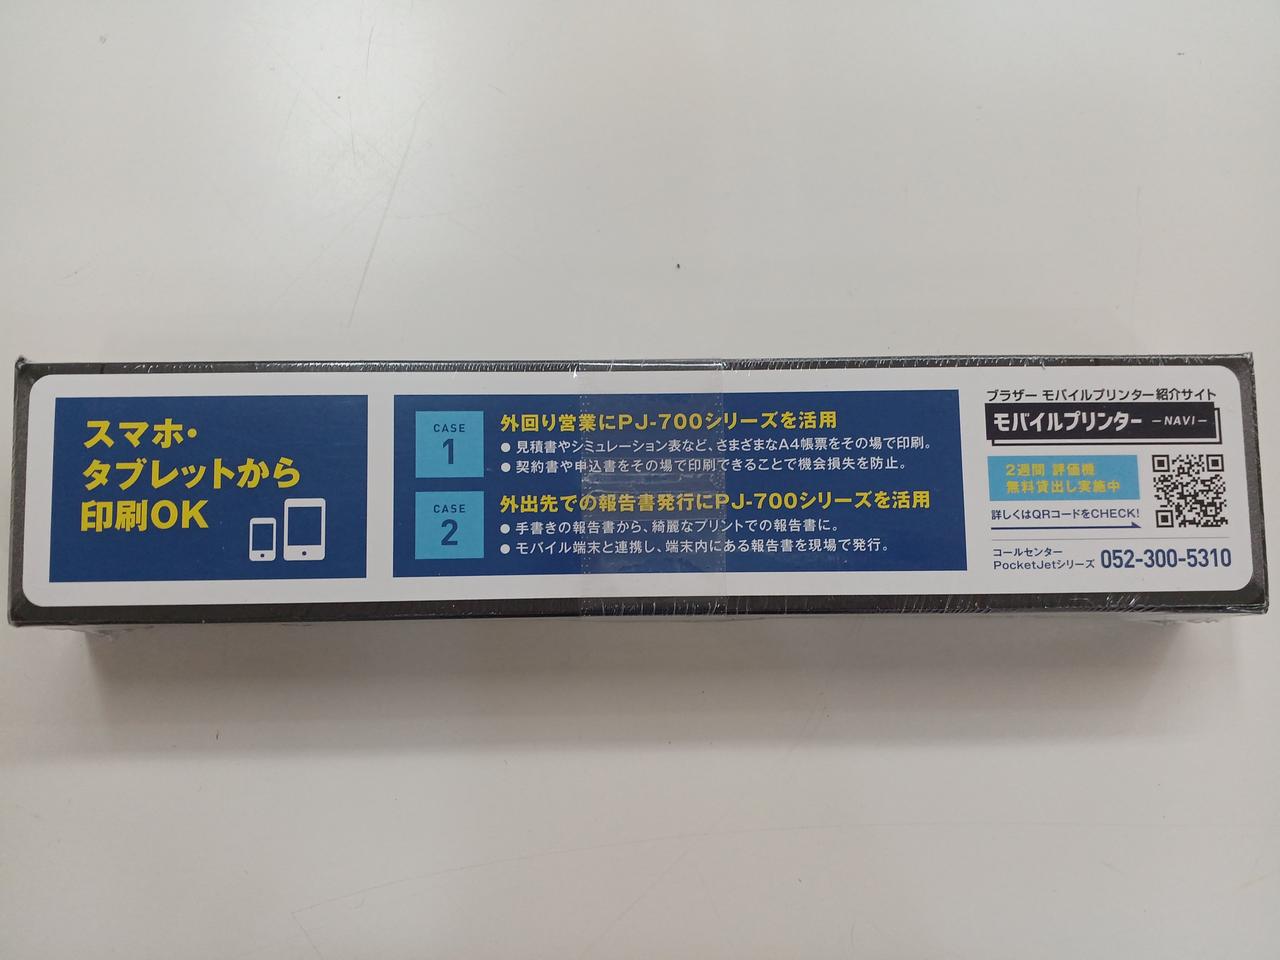 スマホ・
タブレットから
印刷OK
CASE
1
外回り営業にPJ-700シリーズを活用
● 見積書やシミュレーション表など、さまざまなA4帳票をその場で印刷。
● 契約書や申込書をその場で印刷できることで機会損失を防止。
CASE
2
外出先での報告書発行にPJ-700シリーズを活用
● 手書きの報告書から、綺麗なプリントでの報告書に。
● モバイル端末と連携し、端末内にある報告書を現場で発行。
ブラザー モバイルプリンター紹介サイト
モバイルプリンター －NAVI－
2週間 評価機
無料貸出し実施中
詳しくはQRコードをCHECK!
コールセンター
PocketJetシリーズ 052-300-5310